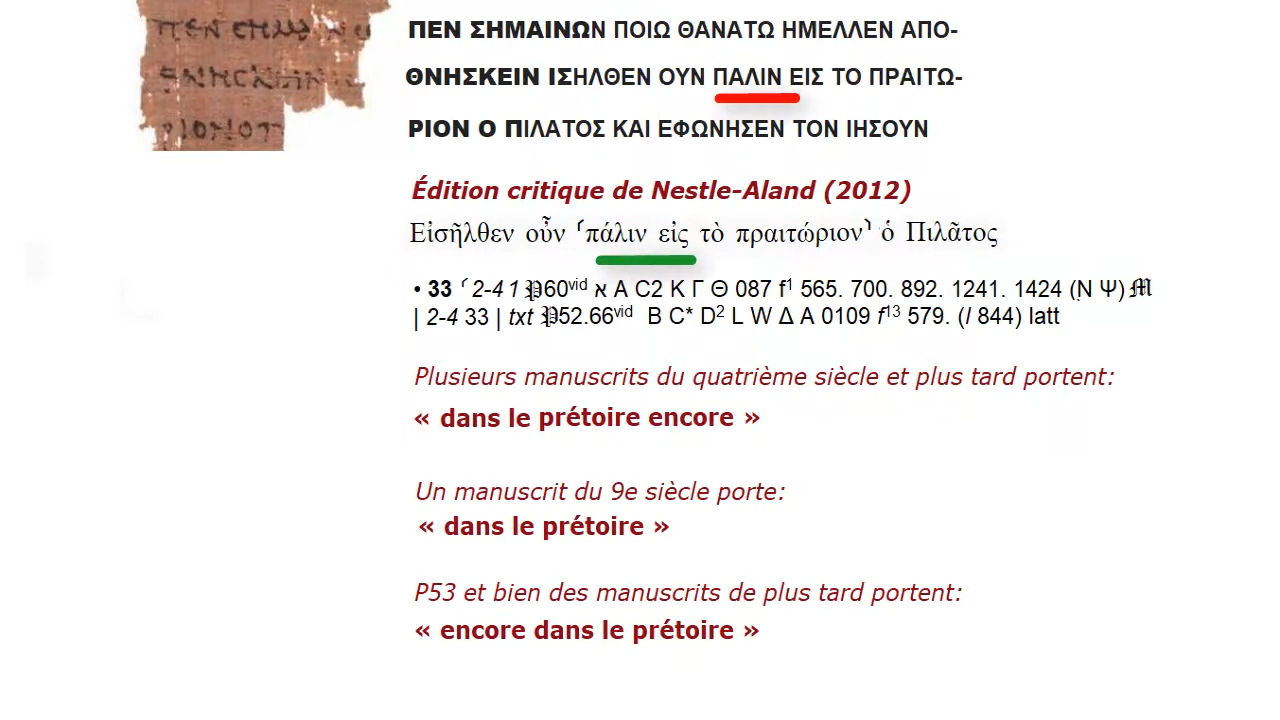 ΠΕΝ ΣΗΜΑΙΝΩΝ ΠΟΙΩ ΘΑΝΑΤΩ ΗΜΕΛΛΕΝ ΑΠΟ-
ΘΝΗΣΚΕΙΝ ΙΣΗΛΘΕΝ ΟΥΝ ΠΑΛΙΝ ΕΙΣ ΤΟ ΠΡΑΙΤΩ-
ΡΙΟΝ Ο ΠΙΛΑΤΟΣ ΚΑΙ ΕΦΩΝΗΣΕΝ ΤΟΝ ΙΗΣΟΥΝ
Édition critique de Nestle-Aland (2012)
Εἰσῆλθεν οὖν ⸂πάλιν εἰς τὸ πραιτώριον⸃ ὁ Πιλᾶτος
• 33 ⸂ 2-4 1 𝔓60vid א A C2 K Γ Θ 087 f1 565. 700. 892. 1241. 1424 (N Ψ) 𝔐
| 2-4 33 | txt 𝔓52.66vid B C* D2 L W Δ A 0109 f13 579. (l 844) latt
Plusieurs manuscrits du quatrième siècle et plus tard portent:
« dans le prétoire encore »
Un manuscrit du 9e siècle porte:
« dans le prétoire »
P53 et bien des manuscrits de plus tard portent:
« encore dans le prétoire »